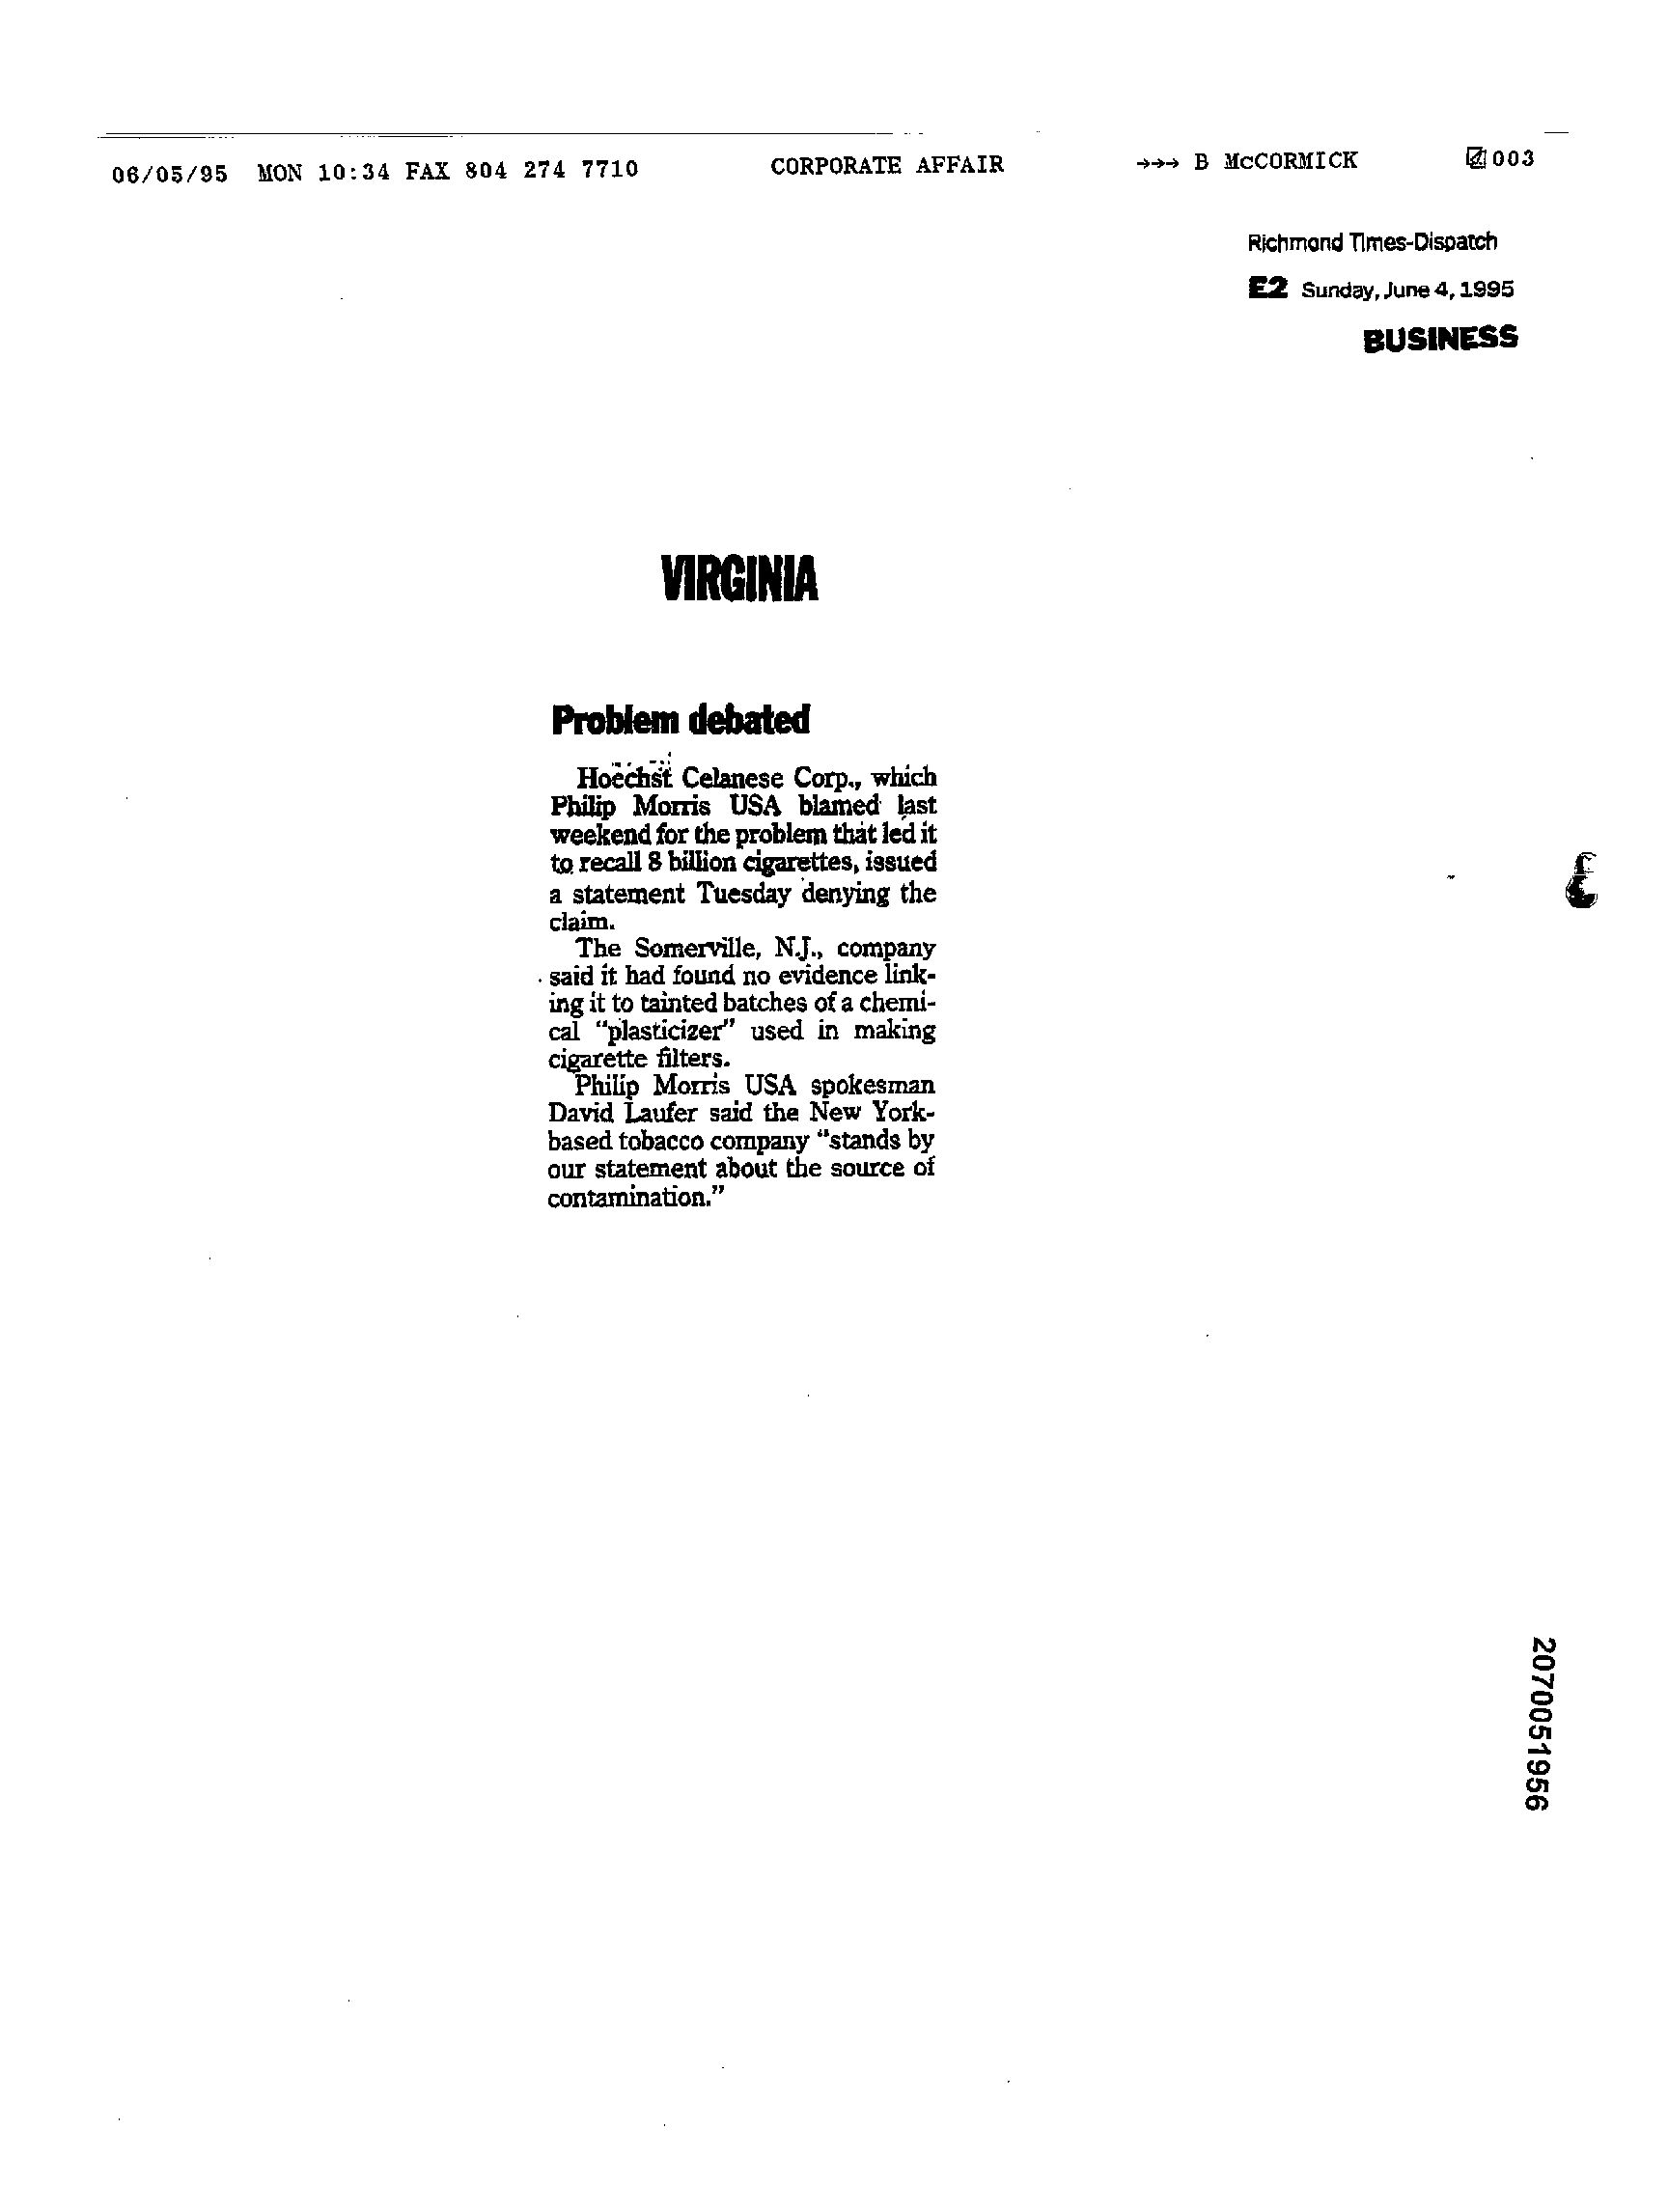 06/05/95 MON 10:34 FAX 804 274 7710 CORPORATE AFFAIR →→→ B McCORMICK 003
Richmond Times-Dispatch
E2 Sunday, June 4, 1995
BUSINESS
VIRGINIA
Problem debated
Hoechst Celanese Corp., which
Philip Morris USA blamed last
weekend for the problem that led it
to recall 8 billion cigarettes, issued
a statement Tuesday denying the
claim.
The Somerville, N.J., company
said it had found no evidence link-
ing it to tainted batches of a chemi-
cal "plasticizer" used in making
cigarette filters.
Philip Morris USA spokesman
David Laufer said the New York-
based tobacco company "stands by
our statement about the source of
contamination."
2070051956